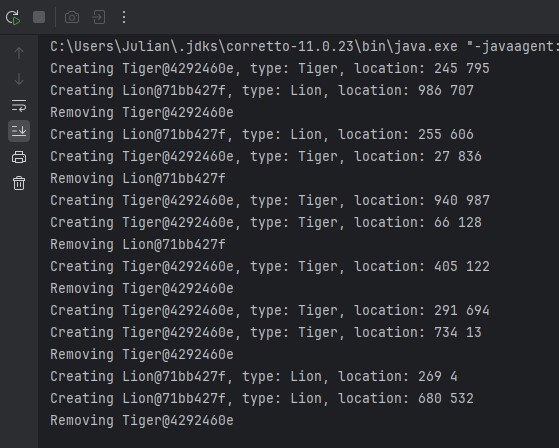 C:\Users\Julian\.jdks\corretto-11.0.23\bin\java.exe "-javaagent:
Creating Tiger@4292460e, type: Tiger, location: 245 795
Creating Lion@71bb427f, type: Lion, location: 986 707
Removing Tiger@4292460e
Creating Lion@71bb427f, type: Lion, location: 255 606
Creating Tiger@4292460e, type: Tiger, location: 27 836
Removing Lion@71bb427f
Creating Tiger@4292460e, type: Tiger, location: 940 987
Creating Tiger@4292460e, type: Tiger, location: 66 128
Removing Lion@71bb427f
Creating Tiger@4292460e, type: Tiger, location: 405 122
Removing Tiger@4292460e
Creating Tiger@4292460e, type: Tiger, location: 291 694
Creating Tiger@4292460e, type: Tiger, location: 734 13
Removing Tiger@4292460e
Creating Lion@71bb427f, type: Lion, location: 269 4
Creating Lion@71bb427f, type: Lion, location: 680 532
Removing Tiger@4292460e